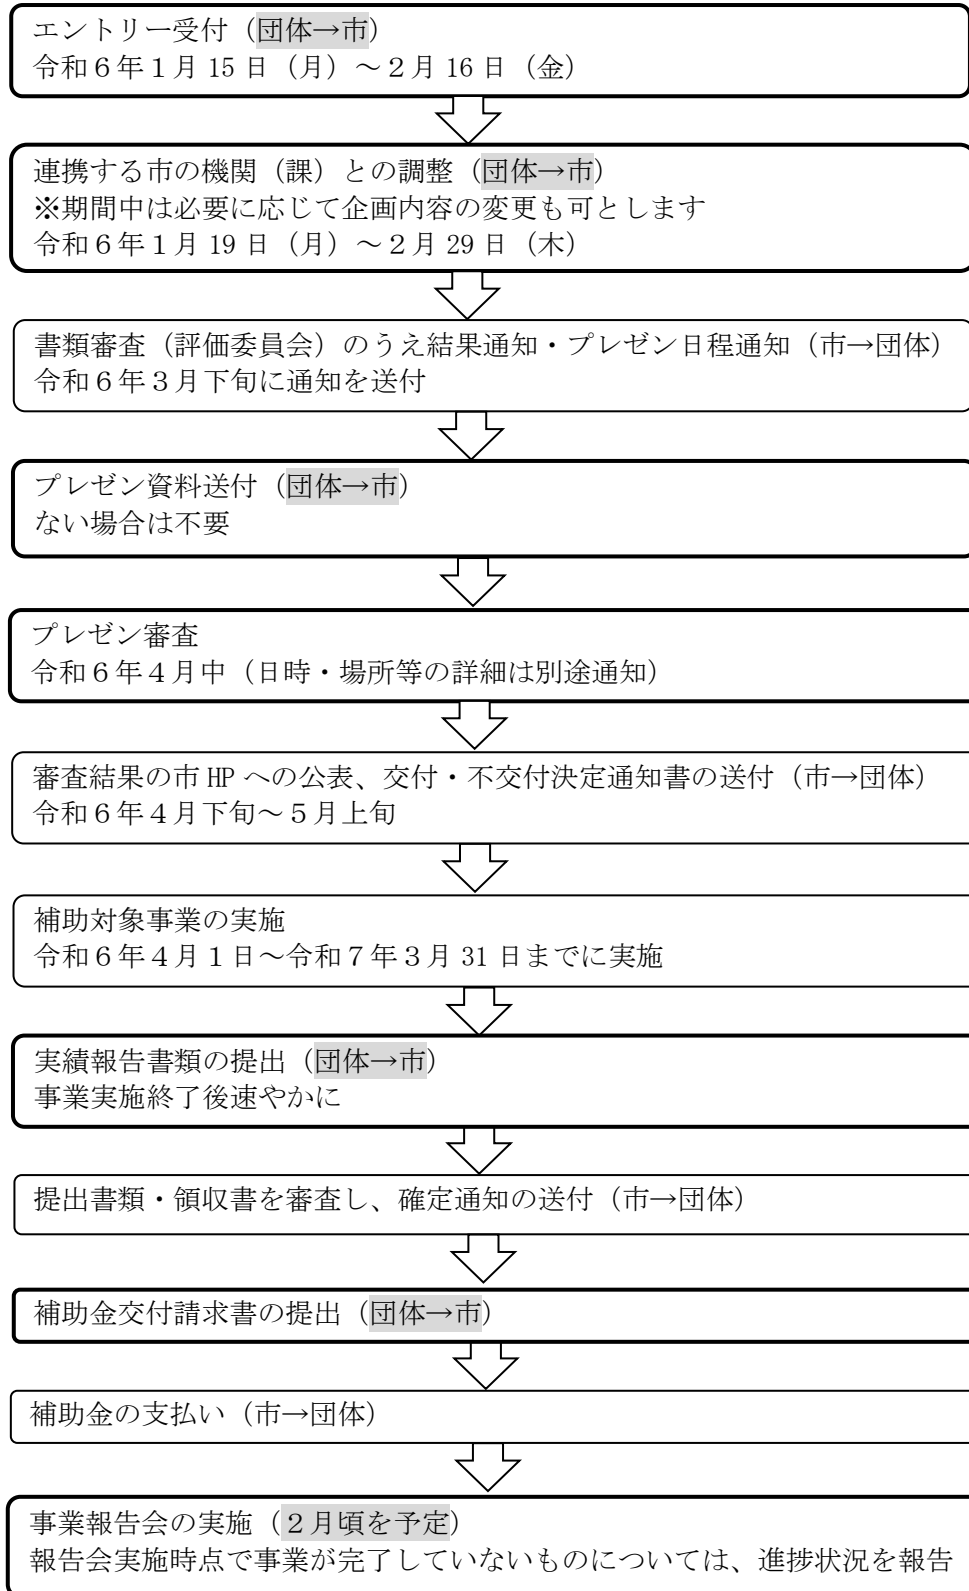 エントリー受付（団体→市）
令和６年１月 15 日（月）～２月 16 日（金）
連携する市の機関（課）との調整（団体→市）
※期間中は必要に応じて企画内容の変更も可とします
令和６年１月 19 日（月）～２月 29 日（木）
書類審査（評価委員会）のうえ結果通知・プレゼン日程通知（市→団体）
令和６年３月下旬に通知を送付
プレゼン資料送付（団体→市）
ない場合は不要
プレゼン審査
令和６年４月中（日時・場所等の詳細は別途通知）
審査結果の市 HP への公表、交付・不交付決定通知書の送付（市→団体）
令和６年４月下旬～５月上旬
補助対象事業の実施
令和６年４月１日～令和７年３月 31 日までに実施
実績報告書類の提出（団体→市）
事業実施終了後速やかに
提出書類・領収書を審査し、確定通知の送付（市→団体）
補助金交付請求書の提出（団体→市）
補助金の支払い（市→団体）
事業報告会の実施（２月頃を予定）
報告会実施時点で事業が完了していないものについては、進捗状況を報告